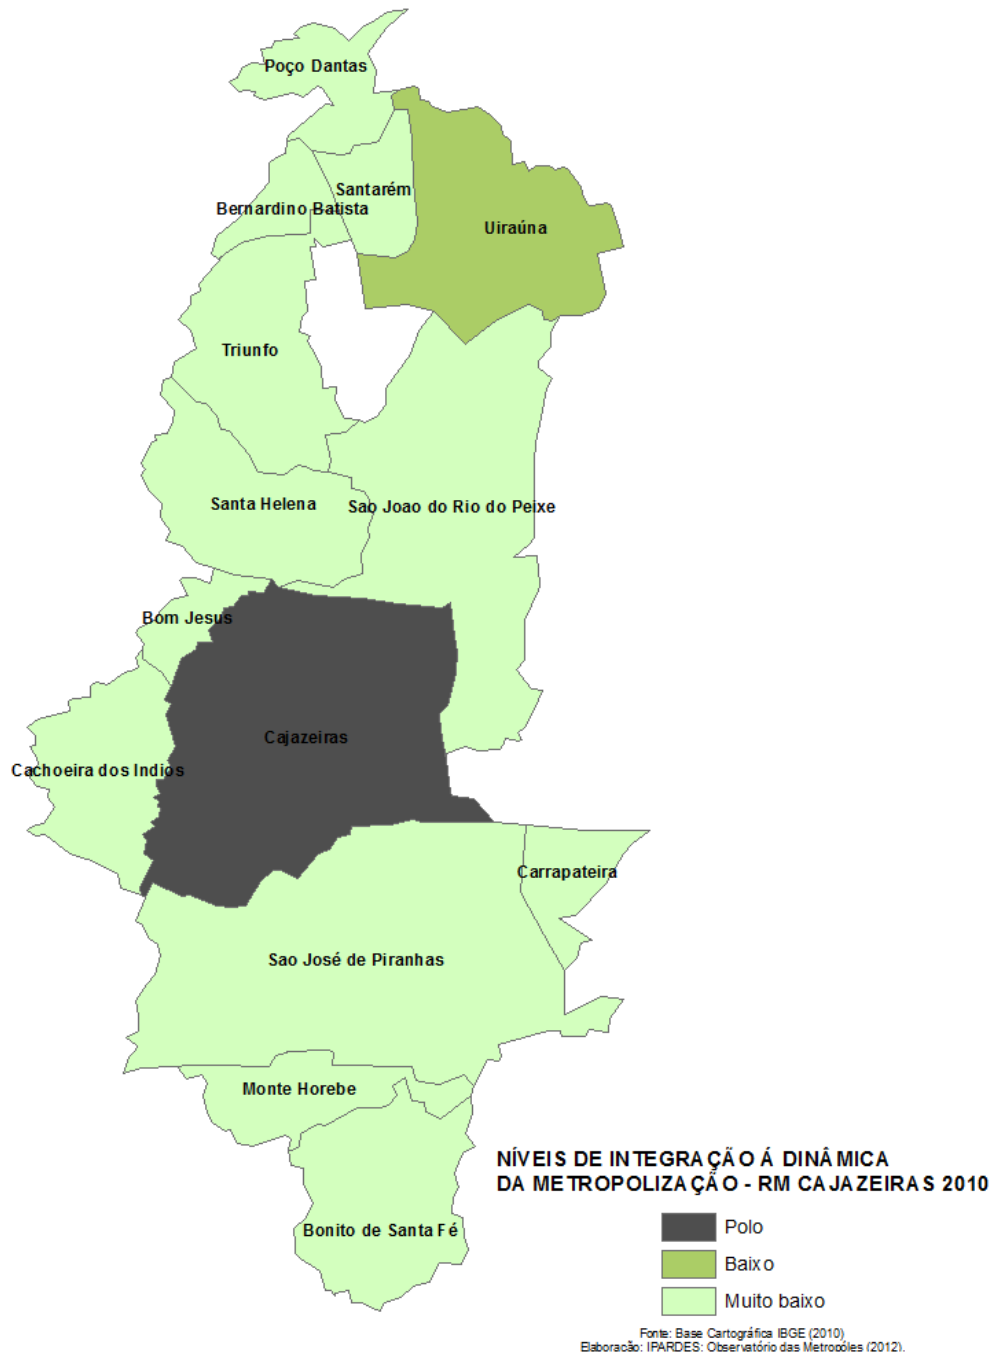 Poço Dantas
Santarém
Bernardino Batista
Uiraúna
Triunfo
Santa Helena
Sao Joao do Rio do Peixe
Bom Jesus
Cajazeiras
Cachoeira dos Indios
Carrapateira
Sao José de Piranhas
Monte Horebe
Bonito de Santa Fé
NÍVEIS DE INTEGRAÇÃO Á DINÂMICA
DA METROPOLIZAÇÃO - RM CAJAZEIRAS 2010
Polo
Baixo
Muito baixo
Fonte: Base Cartográfica IBGE (2010)
Elaboração: IPARDES: Observatório das Metropóles (2012).